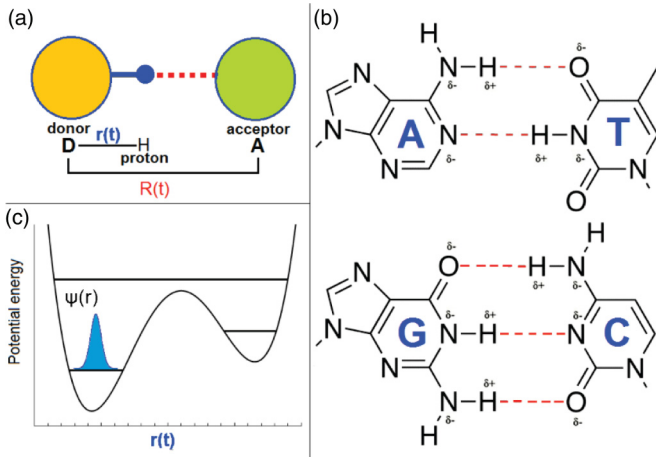 (a)
donor
acceptor
r(t)
D
H
A
proton
R(t)
(b)
H
N
H
O
δ-
δ+
δ-
N
N
A
N
H
N
T
N
N
δ-
δ+
δ-
O
N
O
H
δ-
H
N
δ+
δ-
N
δ-
δ+
G
N
H
N
C
N
N
δ-
δ+
O
N
N
H
δ-
H
δ-
(c)
Ψ(r)
Potential energy
r(t)